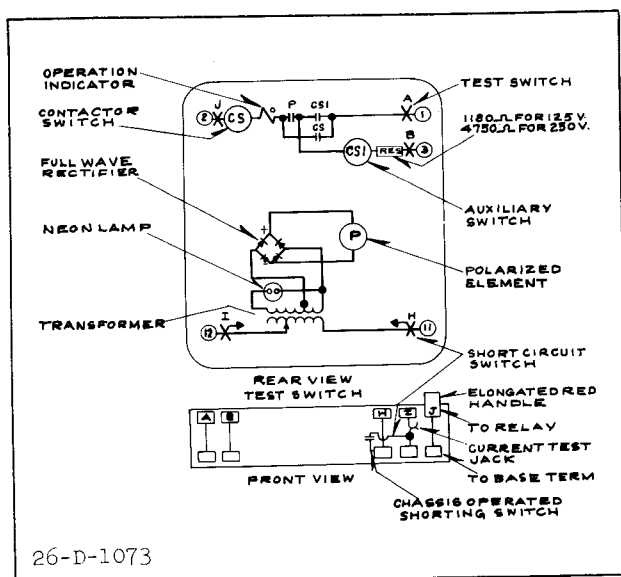 OPERATION
INDICATOR
CONTACTOR
SWITCH
J
2
CS
P
CS1
CS
A
1
TEST SWITCH
1180 Ω FOR 125 V.
4750 Ω FOR 250 V.
B
CS1
RES
3
FULL WAVE
RECTIFIER
AUXILIARY
SWITCH
NEON LAMP
+
-
P
POLARIZED
ELEMENT
TRANSFORMER
I
12
H
11
SHORT CIRCUIT
SWITCH
REAR VIEW
TEST SWITCH
ELONGATED RED
HANDLE
A B H I J
TO RELAY
CURRENT TEST
JACK
TO BASE TERM
FRONT VIEW
CHASSIS OPERATED
SHORTING SWITCH
26-D-1073